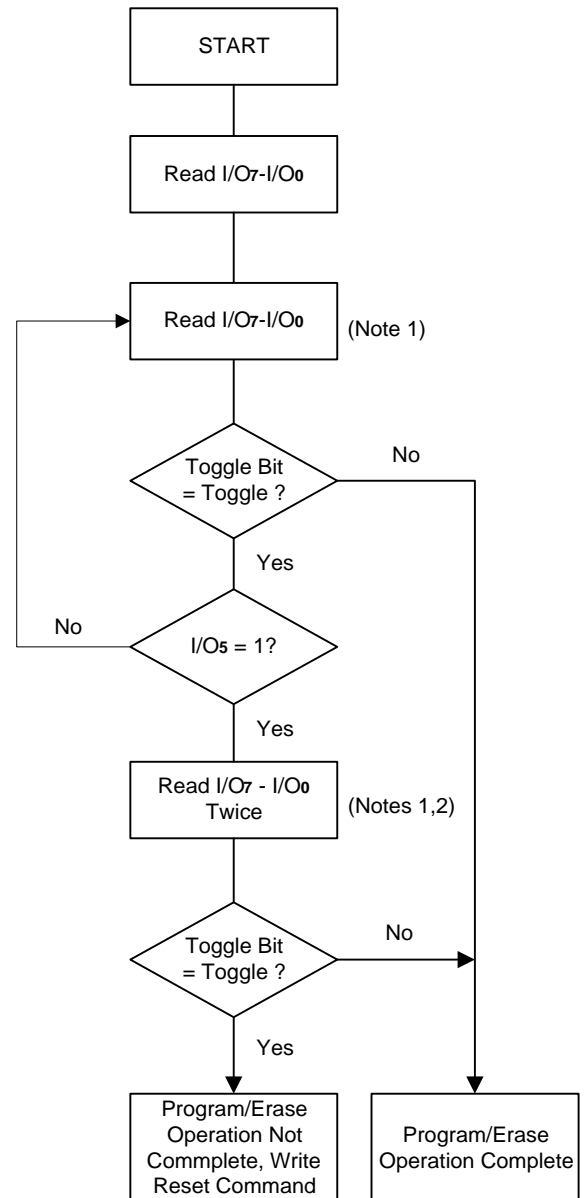 START
Read I/O7-I/O0
Read I/O7-I/O0
(Note 1)
Toggle Bit
= Toggle ?
No
Yes
I/O5 = 1?
No
Yes
Read I/O7 - I/O0
Twice
(Notes 1,2)
Toggle Bit
= Toggle ?
No
Yes
Program/Erase
Operation Not
Commplete, Write
Reset Command
Program/Erase
Operation Complete